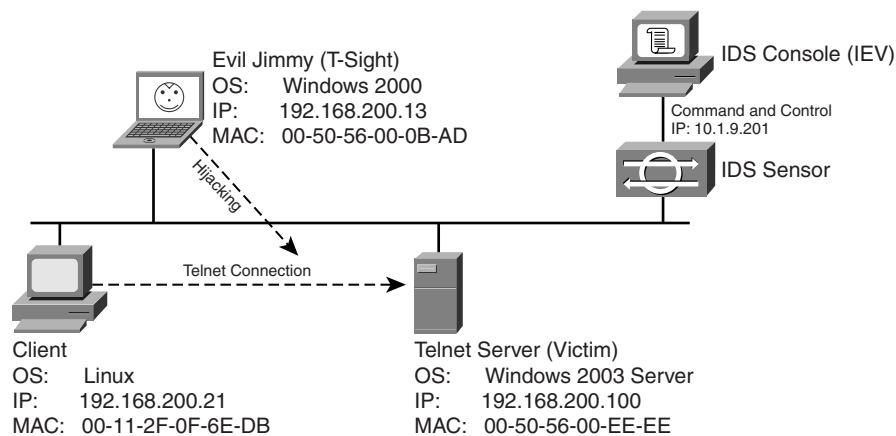 Evil Jimmy (T-Sight)
OS: Windows 2000
IP: 192.168.200.13
MAC: 00-50-56-00-0B-AD
IDS Console (IEV)
Command and Control
IP: 10.1.9.201
IDS Sensor
Hijacking
Telnet Connection
Client
OS: Linux
IP: 192.168.200.21
MAC: 00-11-2F-0F-6E-DB
Telnet Server (Victim)
OS: Windows 2003 Server
IP: 192.168.200.100
MAC: 00-50-56-00-EE-EE